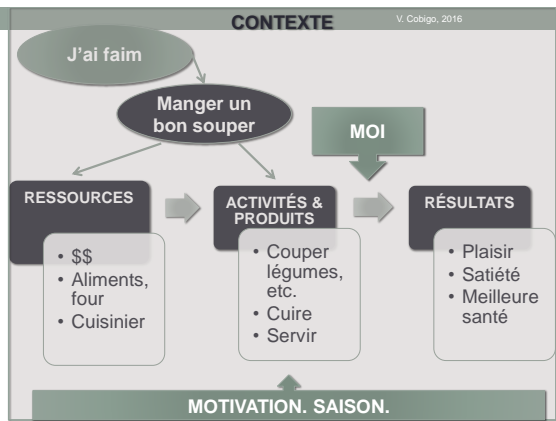 CONTEXTE
V. Cobigo, 2016
J'ai faim
Manger un
bon souper
MOI
RESSOURCES
• $$
• Aliments,
four
• Cuisinier
ACTIVITÉS &
PRODUITS
• Couper
légumes,
etc.
• Cuire
• Servir
RÉSULTATS
• Plaisir
• Satiété
• Meilleure
santé
MOTIVATION. SAISON.